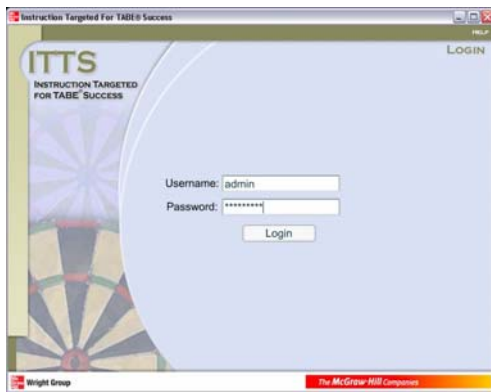 Instruction Targeted For TABE® Success
HELP
LOGIN
ITTS
INSTRUCTION TARGETED
FOR TABE® SUCCESS
Username: admin
Password: *********
Login
Wright Group
The McGraw-Hill Companies